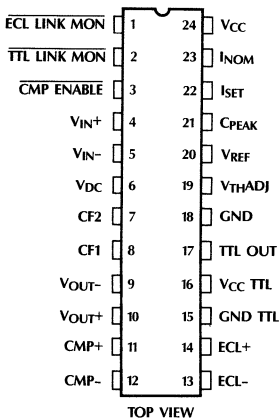 ECL LINK MON 1 24 VCC
TTL LINK MON 2 23 INOM
CMP ENABLE 3 22 ISET
VIN+ 4 21 CPEAK
VIN- 5 20 VREF
VDC 6 19 VTHADJ
CF2 7 18 GND
CF1 8 17 TTL OUT
VOUT- 9 16 VCC TTL
VOUT+ 10 15 GND TTL
CMP+ 11 14 ECL+
CMP- 12 13 ECL-
TOP VIEW